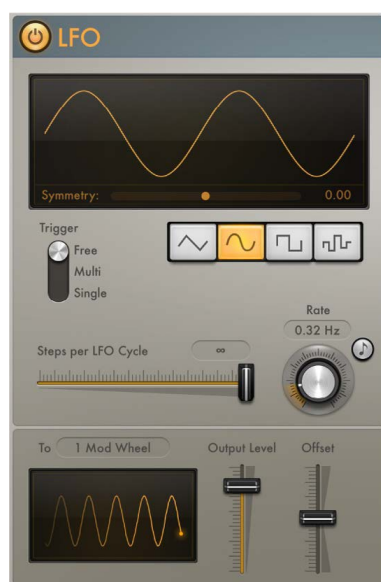 LFO
Symmetry: 0.00
Trigger
Free
Multi
Single
Rate
0.32 Hz
Steps per LFO Cycle ∞
To 1 Mod Wheel Output Level Offset